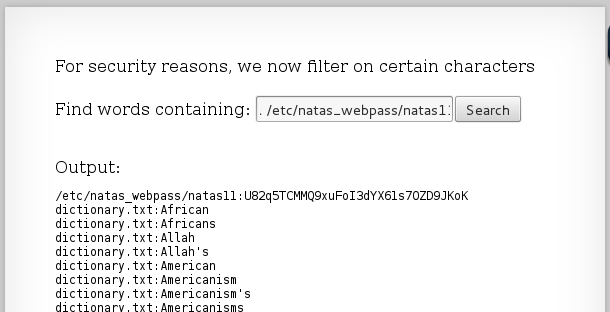 For security reasons, we now filter on certain characters
Find words containing: . /etc/natas_webpass/natas11 Search
Output:
/etc/natas_webpass/natas11:U82q5TCMMQ9xuFoI3dYX61s7OZD9JKoK
dictionary.txt:African
dictionary.txt:Africans
dictionary.txt:Allah
dictionary.txt:Allah's
dictionary.txt:American
dictionary.txt:Americanism
dictionary.txt:Americanism's
dictionary.txt:Americanisms